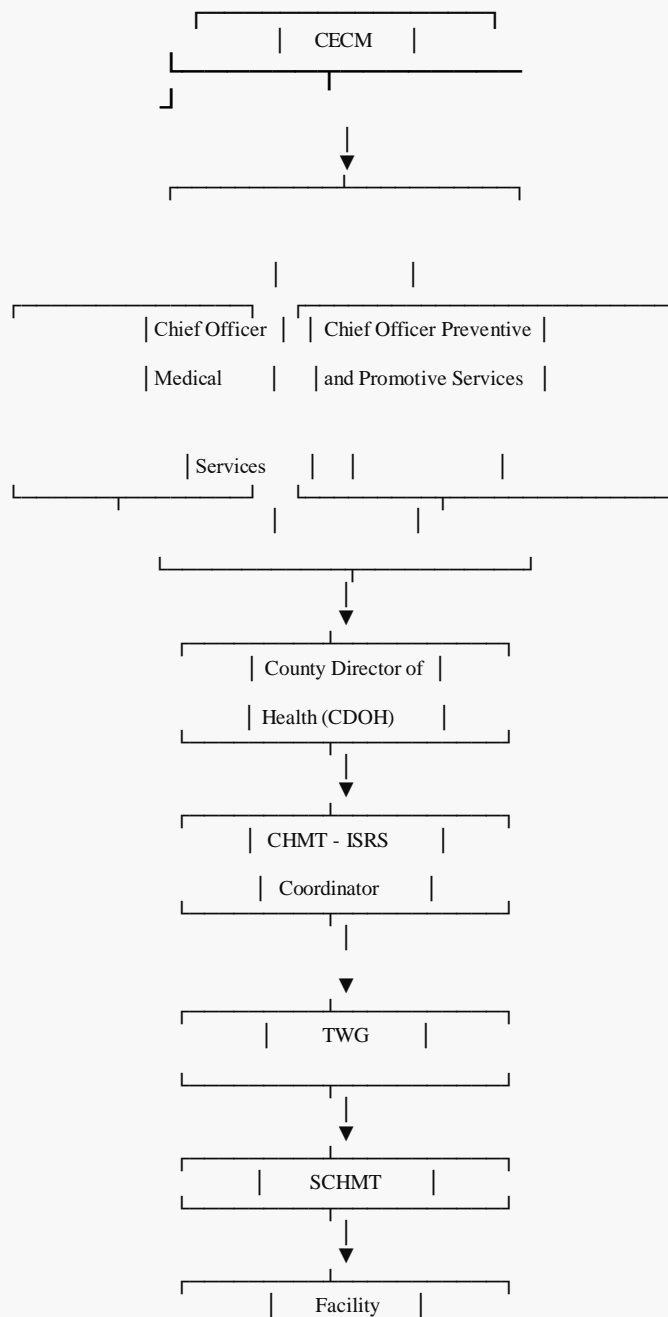 CECM
Chief Officer Chief Officer Preventive
Medical and Promotive Services
Services
County Director of
Health (CDOH)
CHMT - ISRS
Coordinator
TWG
SCHMT
Facility